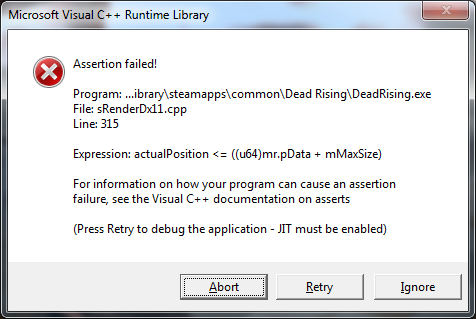 Microsoft Visual C++ Runtime Library
Assertion failed!
Program: ...ibrary\steamapps\common\Dead Rising\DeadRising.exe
File: sRenderDx11.cpp
Line: 315
Expression: actualPosition <= ((u64)mr.pData + mMaxSize)
For information on how your program can cause an assertion
failure, see the Visual C++ documentation on asserts
(Press Retry to debug the application - JIT must be enabled)
Abort
Retry
Ignore